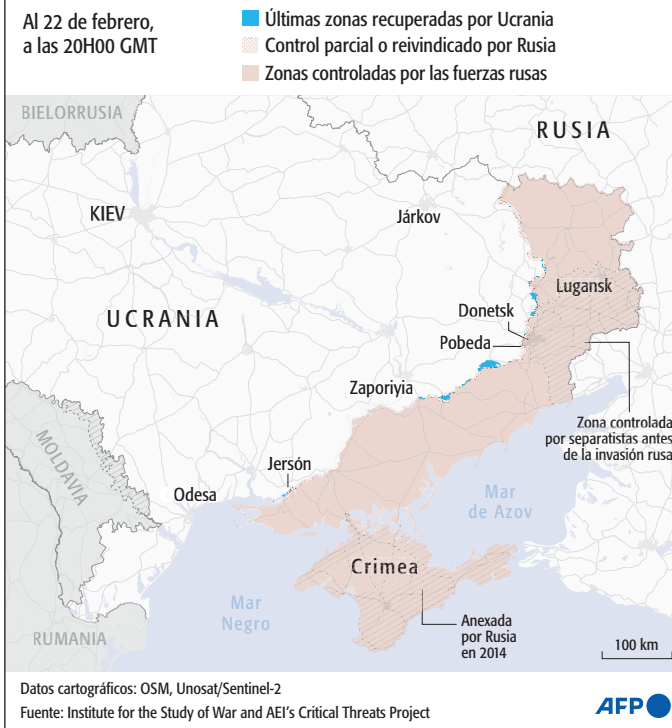 Al 22 de febrero,
a las 20H00 GMT
Últimas zonas recuperadas por Ucrania
Control parcial o reivindicado por Rusia
Zonas controladas por las fuerzas rusas
BIELORRUSIA
RUSIA
KIEV
Járkov
Lugansk
UCRANIA
Donetsk
Pobeda
Zaporiyia
Zona controlada
por separatistas antes
de la invasión rusa
MOLDAVIA
Jersón
Odesa
Mar
de Azov
Crimea
Mar
Negro
Anexada
por Rusia
en 2014
RUMANIA
100 km
Datos cartográficos: OSM, Unosat/Sentinel-2
Fuente: Institute for the Study of War and AEI's Critical Threats Project
AFP